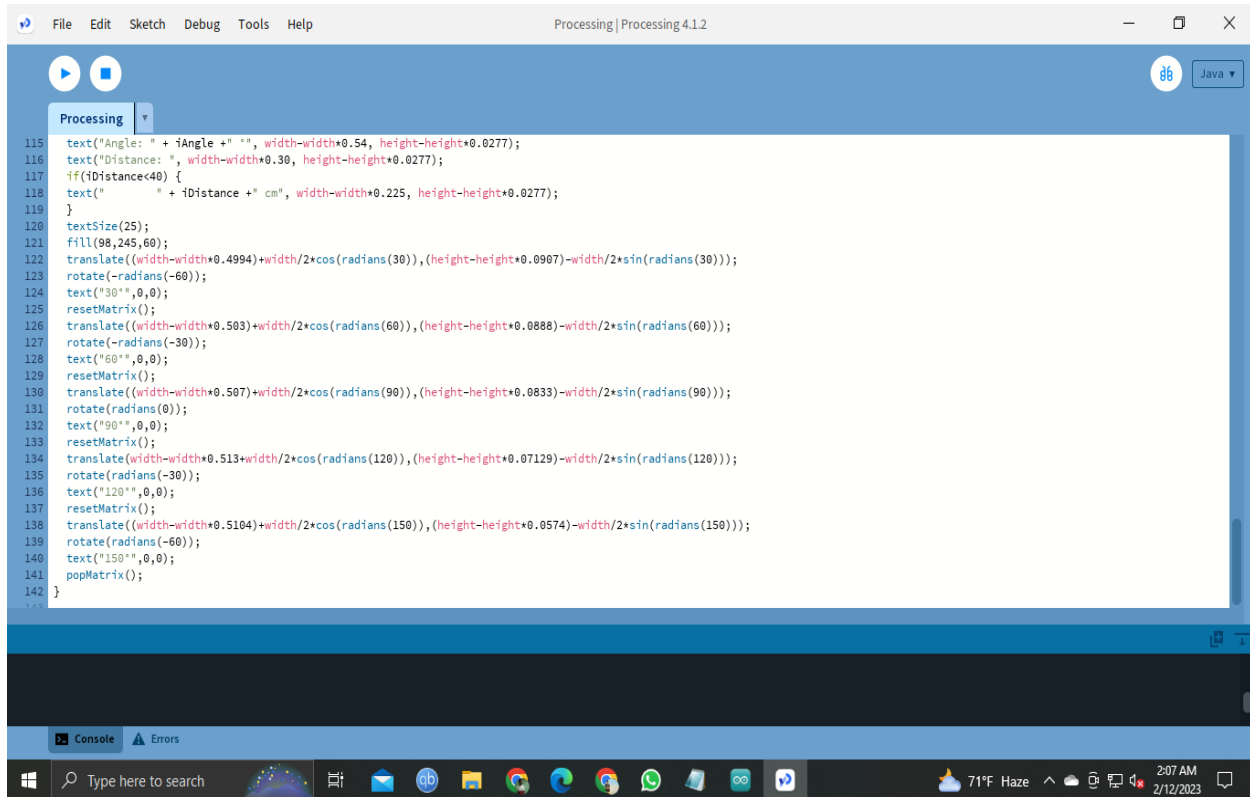 File Edit Sketch Debug Tools Help Processing | Processing 4.1.2
Java
Processing
115 text("Angle: " + iAngle +" °", width-width*0.54, height-height*0.0277);
116 text("Distance: ", width-width*0.30, height-height*0.0277);
117 if(iDistance<40) {
118 text("        " + iDistance +" cm", width-width*0.225, height-height*0.0277);
119 }
120 textSize(25);
121 fill(98,245,60);
122 translate((width-width*0.4994)+width/2*cos(radians(30)),(height-height*0.0907)-width/2*sin(radians(30)));
123 rotate(-radians(-60));
124 text("30°",0,0);
125 resetMatrix();
126 translate((width-width*0.503)+width/2*cos(radians(60)),(height-height*0.0888)-width/2*sin(radians(60)));
127 rotate(-radians(-30));
128 text("60°",0,0);
129 resetMatrix();
130 translate((width-width*0.507)+width/2*cos(radians(90)),(height-height*0.0833)-width/2*sin(radians(90)));
131 rotate(radians(0));
132 text("90°",0,0);
133 resetMatrix();
134 translate(width-width*0.513+width/2*cos(radians(120)),(height-height*0.07129)-width/2*sin(radians(120)));
135 rotate(radians(-30));
136 text("120°",0,0);
137 resetMatrix();
138 translate((width-width*0.5104)+width/2*cos(radians(150)),(height-height*0.0574)-width/2*sin(radians(150)));
139 rotate(radians(-60));
140 text("150°",0,0);
141 popMatrix();
142 }
143
Console Errors
Type here to search qb 71°F Haze 2:07 AM
2/12/2023